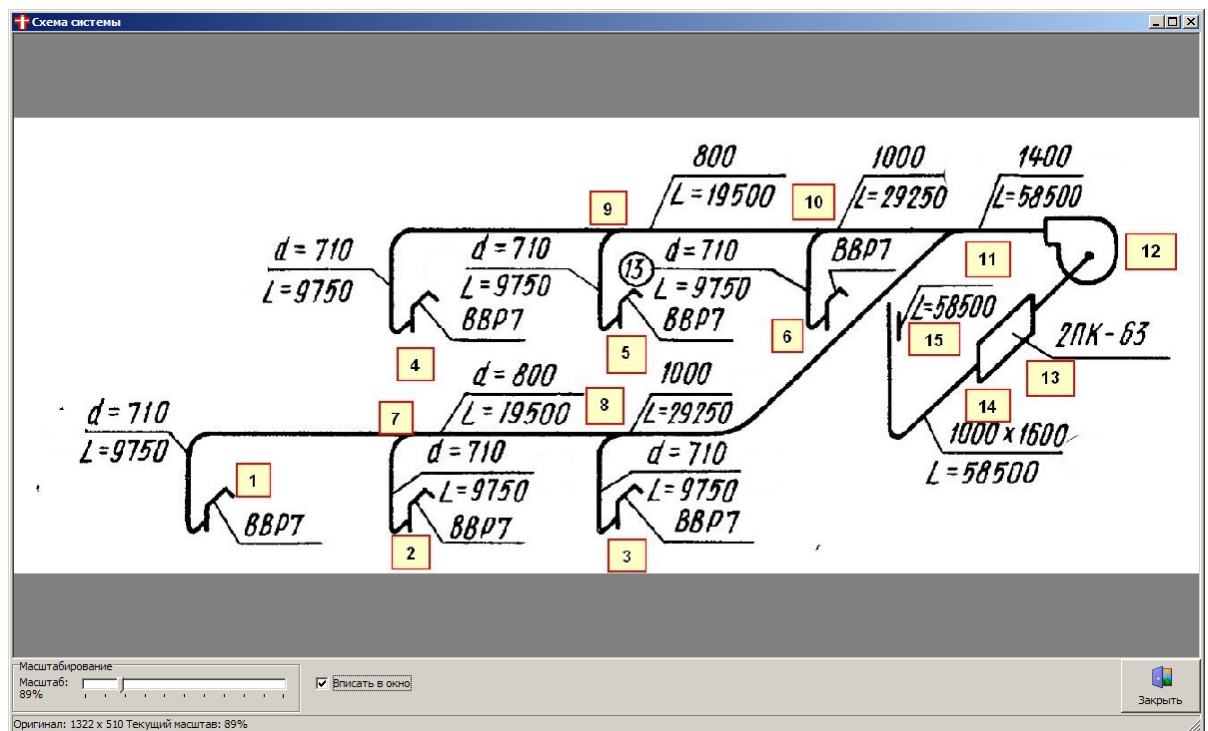 Схема системы
800
1000
1400
L=19500
L=29250
L=58500
9
10
11
12
d=710
L=9750
d=710
L=9750
13
d=710
L=9750
ВВР7
ВВР7
ВВР7
4
5
6
L=58500
15
2ПК-63
13
14
1000×1600
L=58500
d=710
L=9750
7
d=800
L=19500
8
1000
L=29250
1
ВВР7
d=710
L=9750
ВВР7
2
d=710
L=9750
ВВР7
3
Масштабирование
Масштаб:
89%
Вписать в окно
Закрыть
Оригинал: 1322 x 510 Текущий масштав: 89%